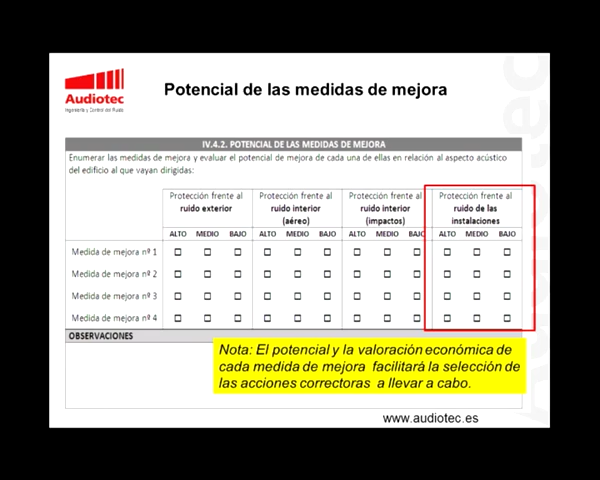 Audiotec
Ingeniería y Control del Ruido
Potencial de las medidas de mejora
IV.4.2. POTENCIAL DE LAS MEDIDAS DE MEJORA
Enumerar las medidas de mejora y evaluar el potencial de mejora de cada una de ellas en relación al aspecto acústico
del edificio al que vayan dirigidas:
Protección frente al Protección frente al Protección frente al Protección frente al
ruido exterior ruido interior ruido interior ruido de las
(aéreo) (impactos) instalaciones
ALTO MEDIO BAJO ALTO MEDIO BAJO ALTO MEDIO BAJO ALTO MEDIO BAJO
Medida de mejora nº 1
Medida de mejora nº 2
Medida de mejora nº 3
Medida de mejora nº 4
OBSERVACIONES
Nota: El potencial y la valoración económica de
cada medida de mejora facilitará la selección de
las acciones correctoras a llevar a cabo.
www.audiotec.es